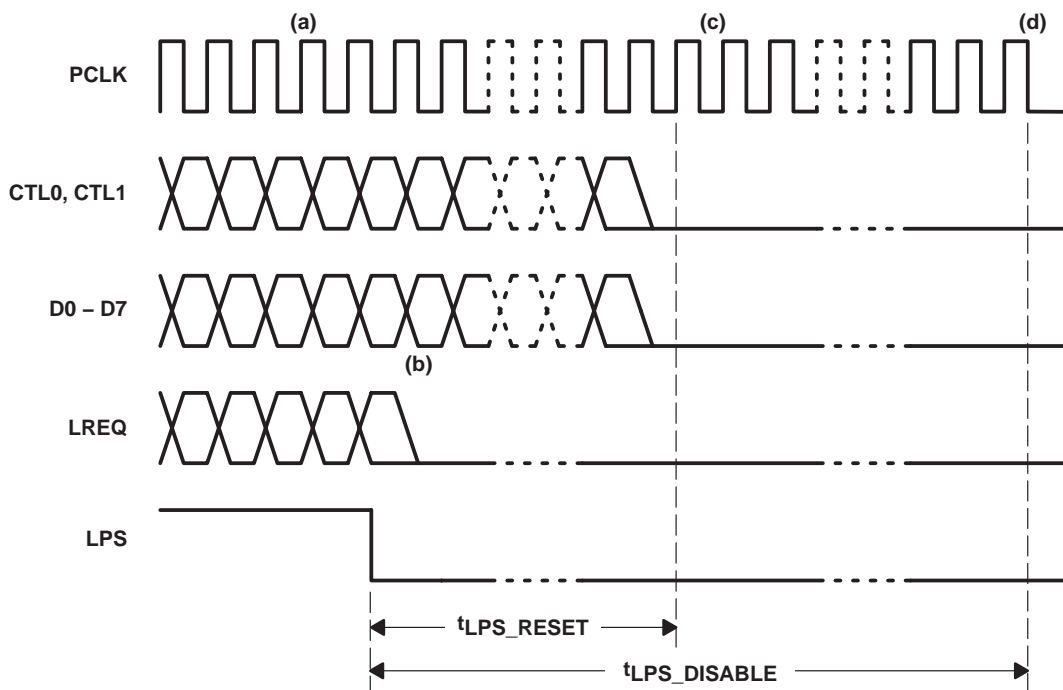 (a)
(c)
(d)
PCLK
CTL0, CTL1
D0 – D7
(b)
LREQ
LPS
tLPS_RESET
tLPS_DISABLE